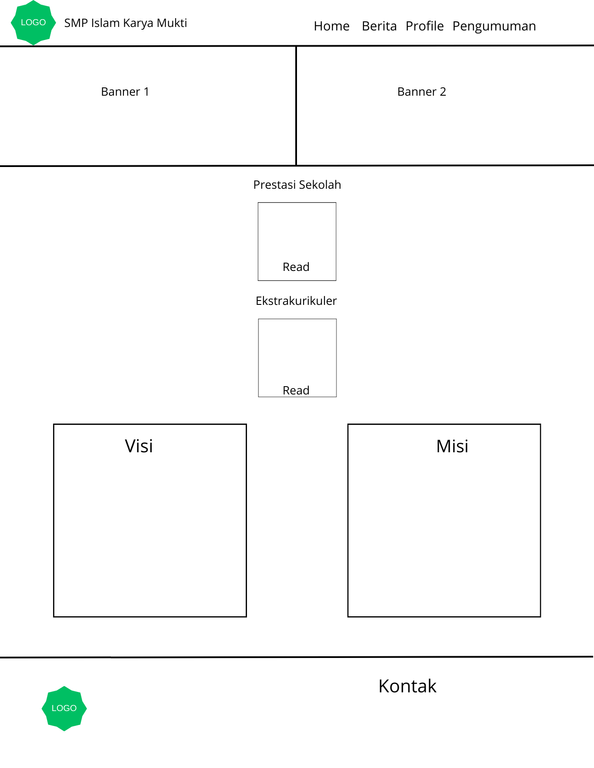 LOGO
SMP Islam Karya Mukti
Home Berita Profile Pengumuman
Banner 1
Banner 2
Prestasi Sekolah
Read
Ekstrakurikuler
Read
Visi
Misi
Kontak
LOGO